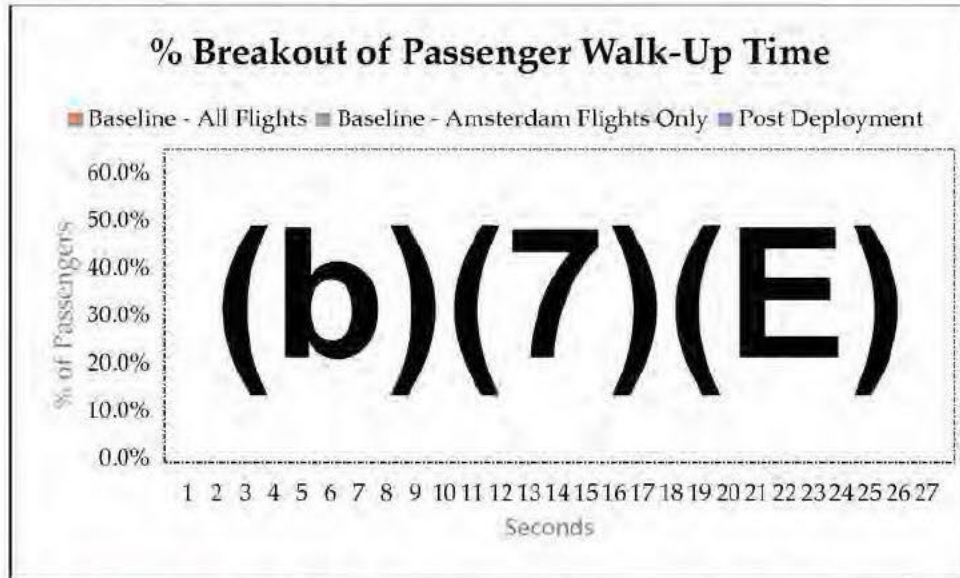 % Breakout of Passenger Walk-Up Time
Baseline - All Flights Baseline - Amsterdam Flights Only Post Deployment
% of Passengers
60.0%
50.0%
40.0%
30.0%
20.0%
10.0%
0.0%
(b)(7)(E)
1 2 3 4 5 6 7 8 9 10 11 12 13 14 15 16 17 18 19 20 21 22 23 24 25 26 27
Seconds